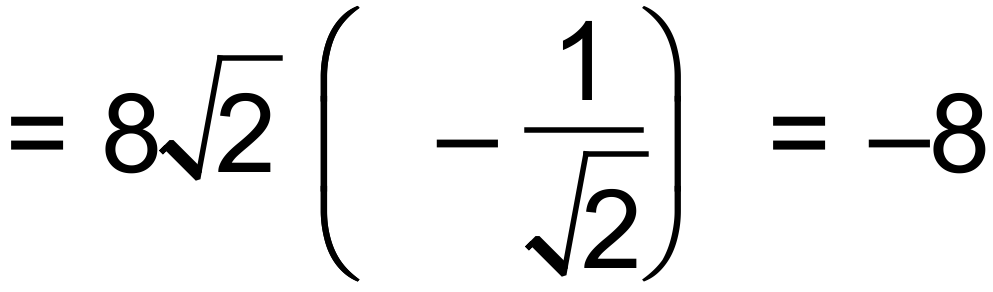 = 8√2 ( − 1/√2 ) = −8